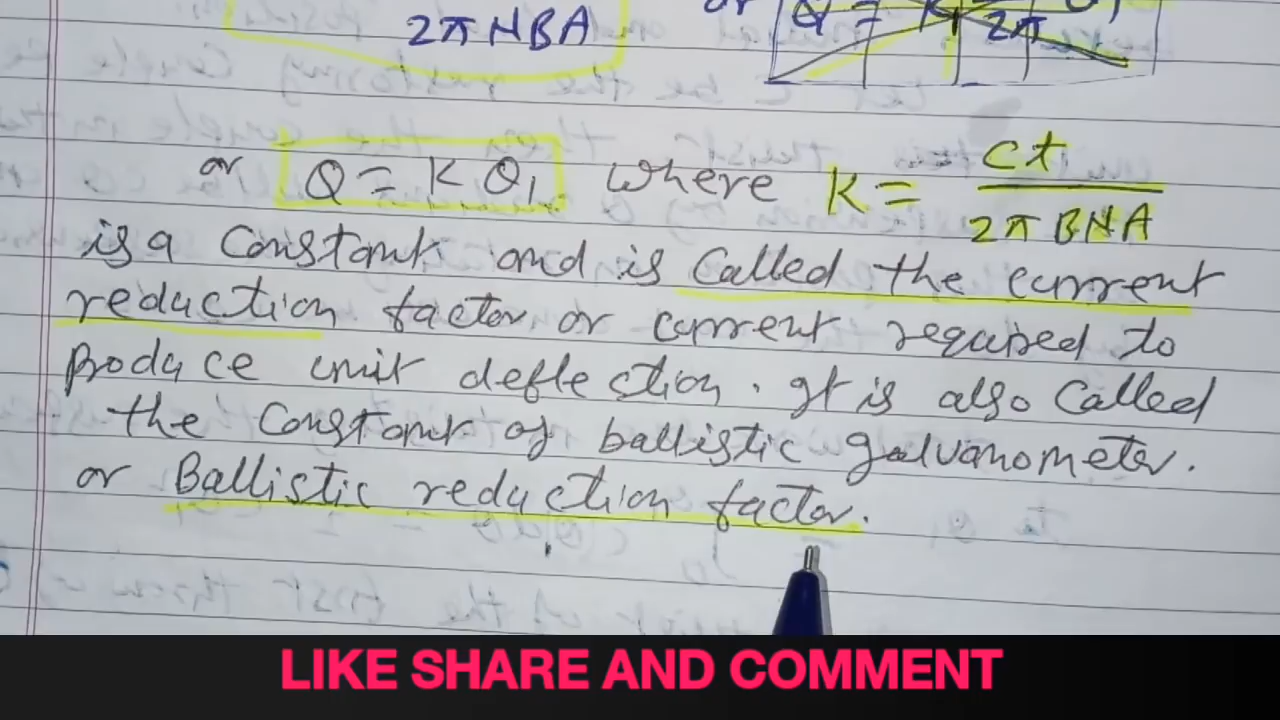 2πNBA
or Q = K θ₁ where K = ct / 2πBNA
is a Constant and is Called the current
reduction factor or current required to
Produce unit deflection. It is also Called
the Constant of ballistic galvanometer.
or Ballistic reduction factor.
LIKE SHARE AND COMMENT